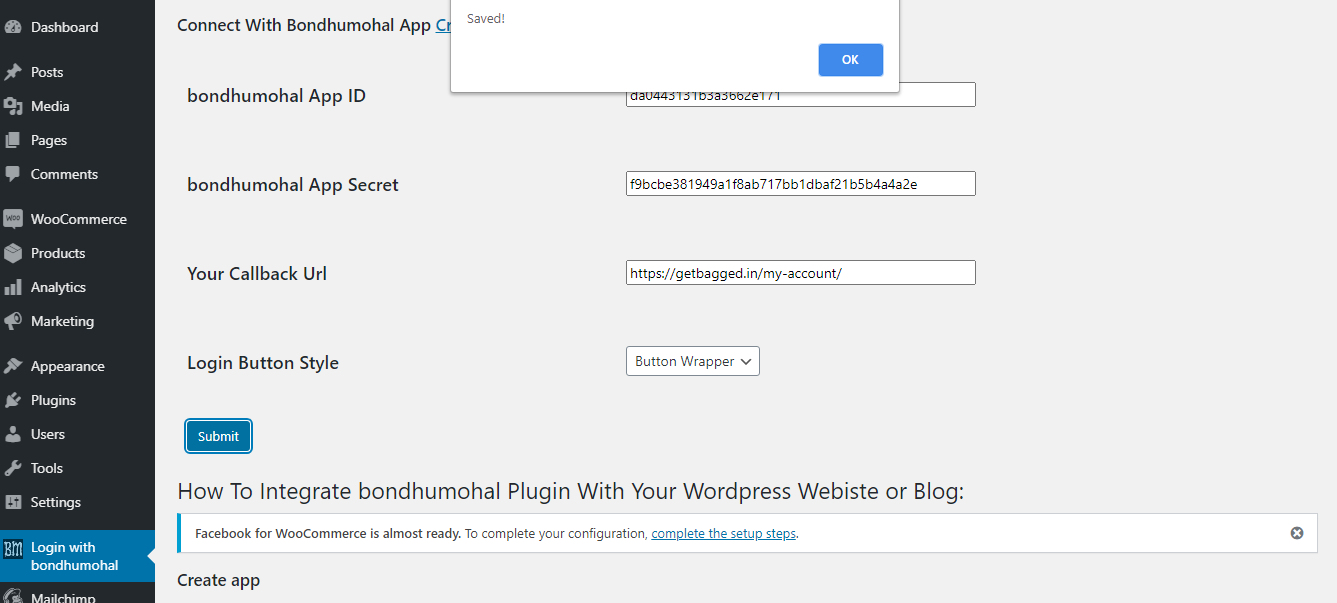 Dashboard
Posts
Media
Pages
Comments
WooCommerce
Products
Analytics
Marketing
Appearance
Plugins
Users
Tools
Settings
Login with
bondhumohal
Mailchimp
Connect With Bondhumohal App Cr
Saved!
OK
bondhumohal App ID
da0443131b3a3662e171
bondhumohal App Secret
f9bcbe381949a1f8ab717bb1dbaf21b5b4a4a2e
Your Callback Url
https://getbagged.in/my-account/
Login Button Style
Button Wrapper
Submit
How To Integrate bondhumohal Plugin With Your Wordpress Webiste or Blog:
Facebook for WooCommerce is almost ready. To complete your configuration, complete the setup steps.
Create app